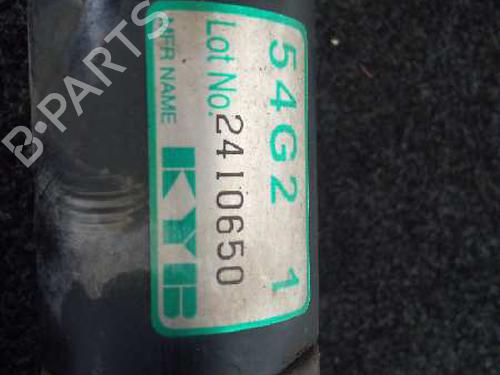 54G2 1
Lot No. 2410650
MFR NAME KYB
B-PARTS